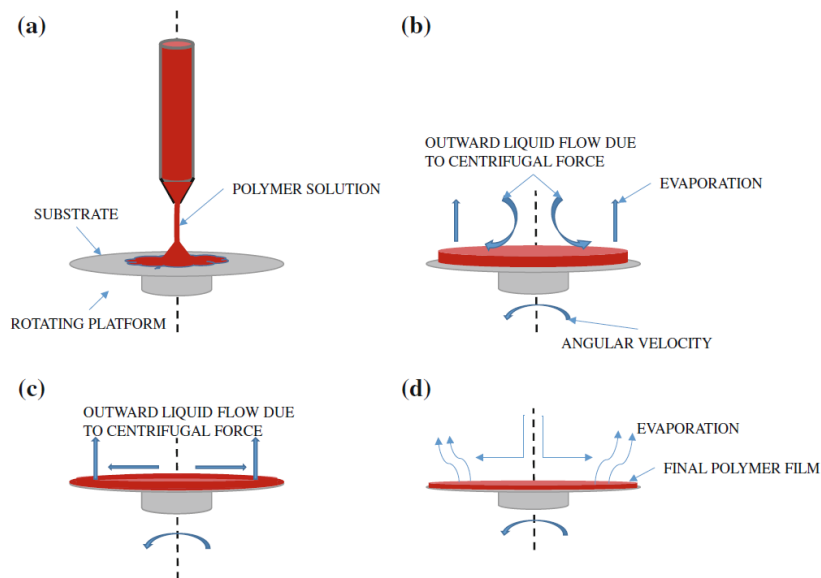 (a)
POLYMER SOLUTION
SUBSTRATE
ROTATING PLATFORM
(b)
OUTWARD LIQUID FLOW DUE
TO CENTRIFUGAL FORCE
EVAPORATION
ANGULAR VELOCITY
(c)
OUTWARD LIQUID FLOW DUE
TO CENTRIFUGAL FORCE
(d)
EVAPORATION
FINAL POLYMER FILM